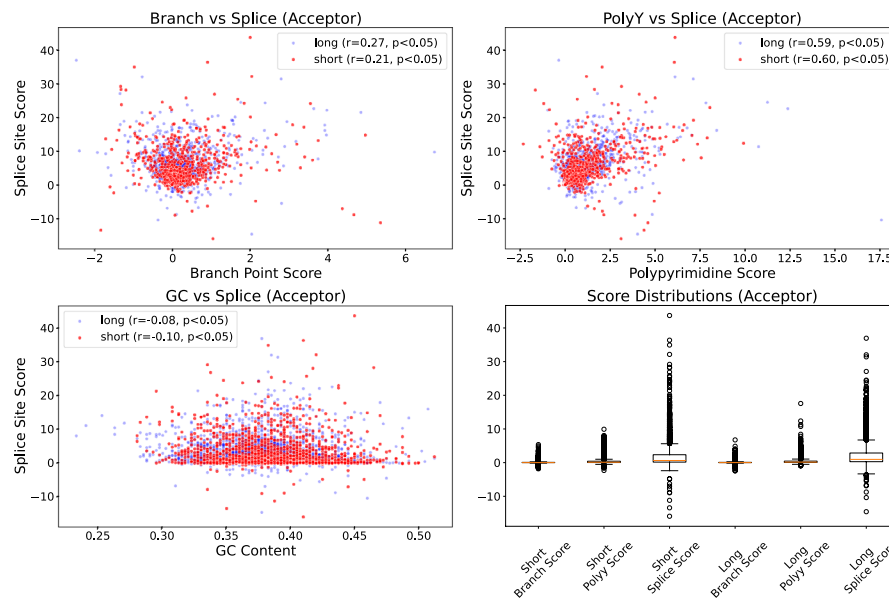 Branch vs Splice (Acceptor)
long (r=0.27, p<0.05)
short (r=0.21, p<0.05)
Splice Site Score
40
30
20
10
0
−10
−2
0
2
4
6
Branch Point Score
PolyY vs Splice (Acceptor)
long (r=0.59, p<0.05)
short (r=0.60, p<0.05)
Splice Site Score
40
30
20
10
0
−10
−2.5
0.0
2.5
5.0
7.5
10.0
12.5
15.0
17.5
Polypyrimidine Score
GC vs Splice (Acceptor)
long (r=-0.08, p<0.05)
short (r=-0.10, p<0.05)
Splice Site Score
40
30
20
10
0
−10
0.25
0.30
0.35
0.40
0.45
0.50
GC Content
Score Distributions (Acceptor)
40
30
20
10
0
−10
Short
Branch Score
Short
Polyy Score
Short
Splice Score
Long
Branch Score
Long
Polyy Score
Long
Splice Score